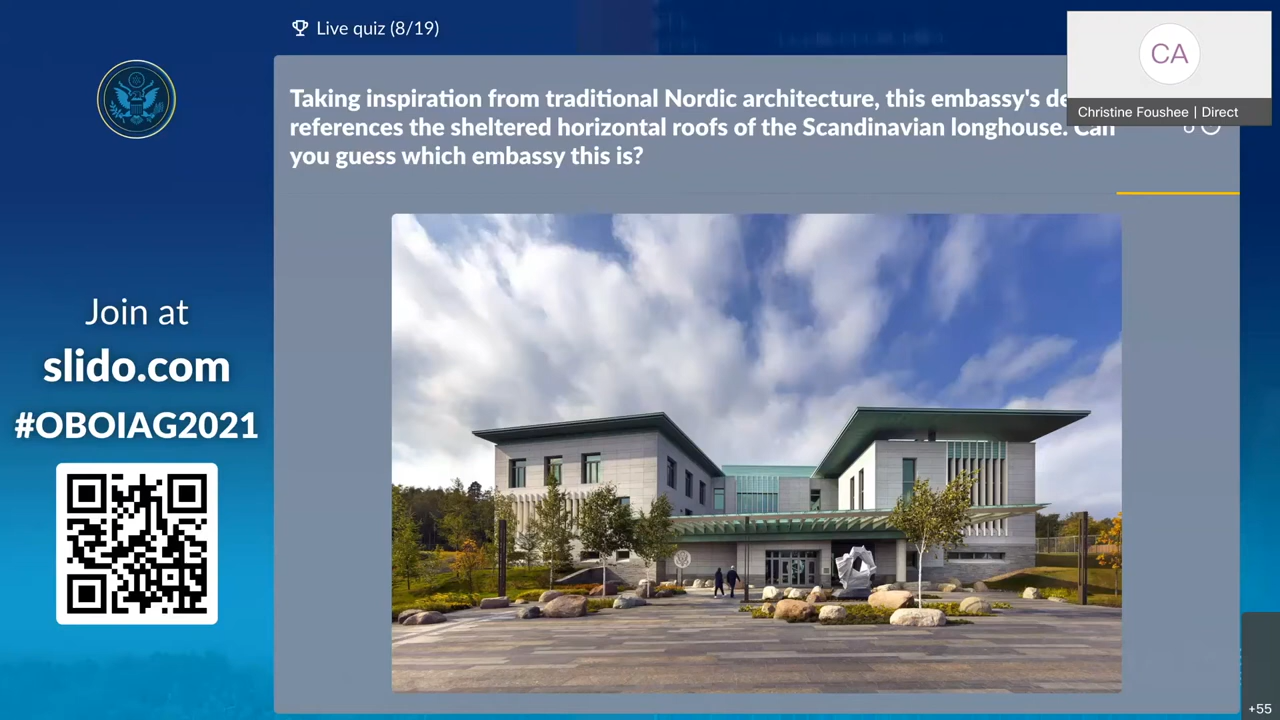 Live quiz (8/19)
CA
Christine Foushee | Direct
Taking inspiration from traditional Nordic architecture, this embassy's
references the sheltered horizontal roofs of the Scandinavian longhouse. Can
you guess which embassy this is?
Join at
slido.com
#OBOIAG2021
+55